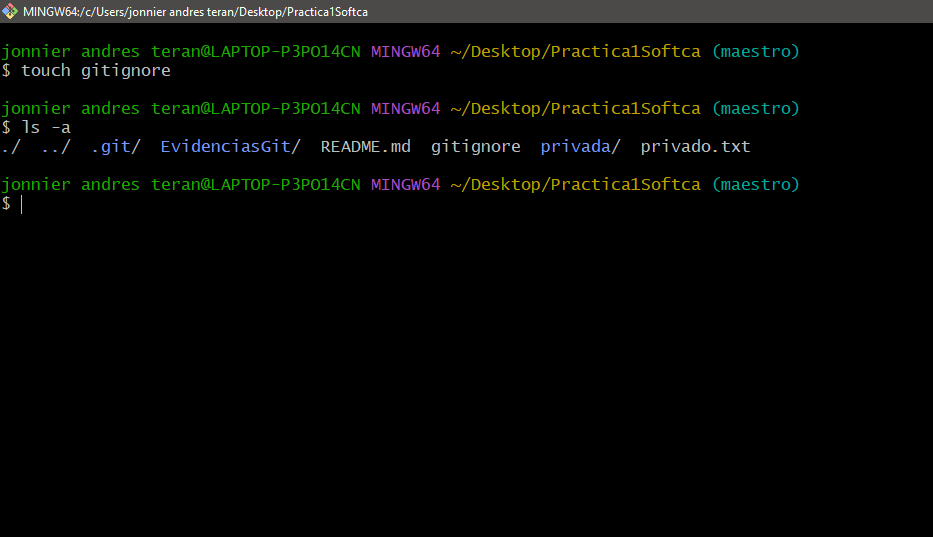 MINGW64:/c/Users/jonnier andres teran/Desktop/Practica1Softca
jonnier andres teran@LAPTOP-P3PO14CN MINGW64 ~/Desktop/Practica1Softca (maestro)
$ touch gitignore
jonnier andres teran@LAPTOP-P3PO14CN MINGW64 ~/Desktop/Practica1Softca (maestro)
$ ls -a
./  ../  .git/  EvidenciasGit/  README.md  gitignore  privada/  privado.txt
jonnier andres teran@LAPTOP-P3PO14CN MINGW64 ~/Desktop/Practica1Softca (maestro)
$